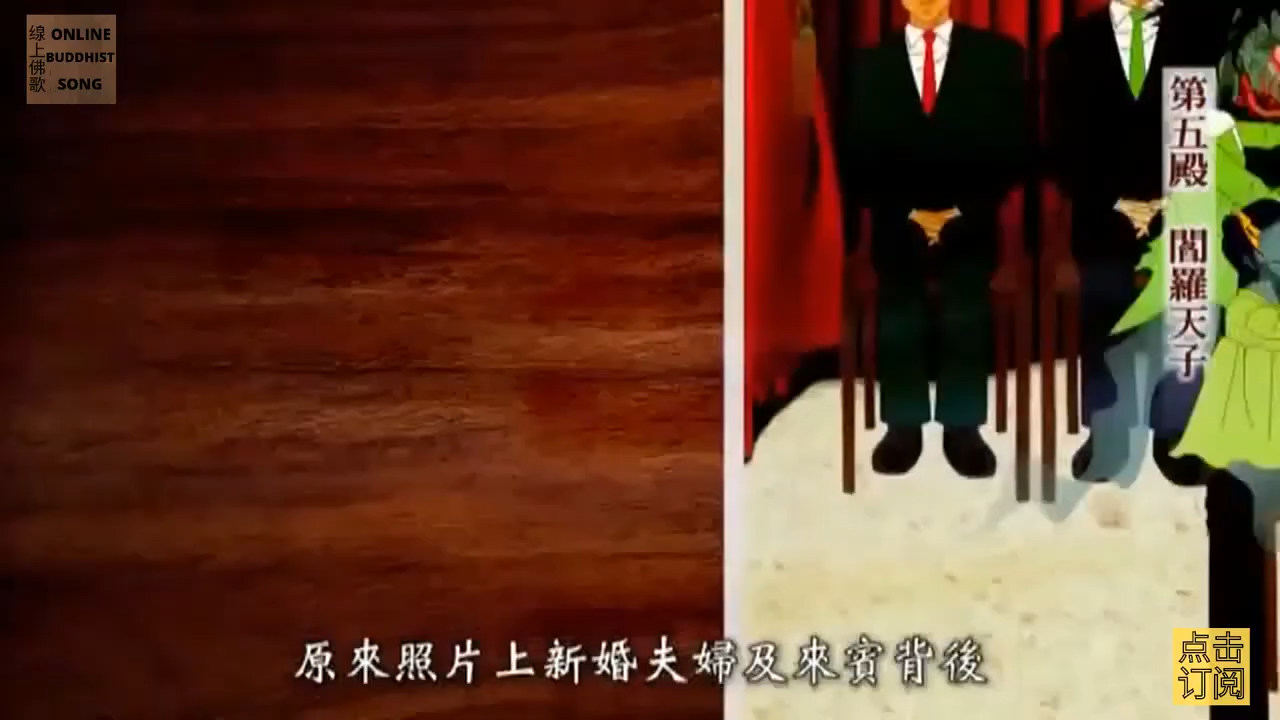 线上佛歌
ONLINE
BUDDHIST
SONG
第五殿 閻羅天子
原來照片上新婚夫婦及來賓背後
点击
订阅